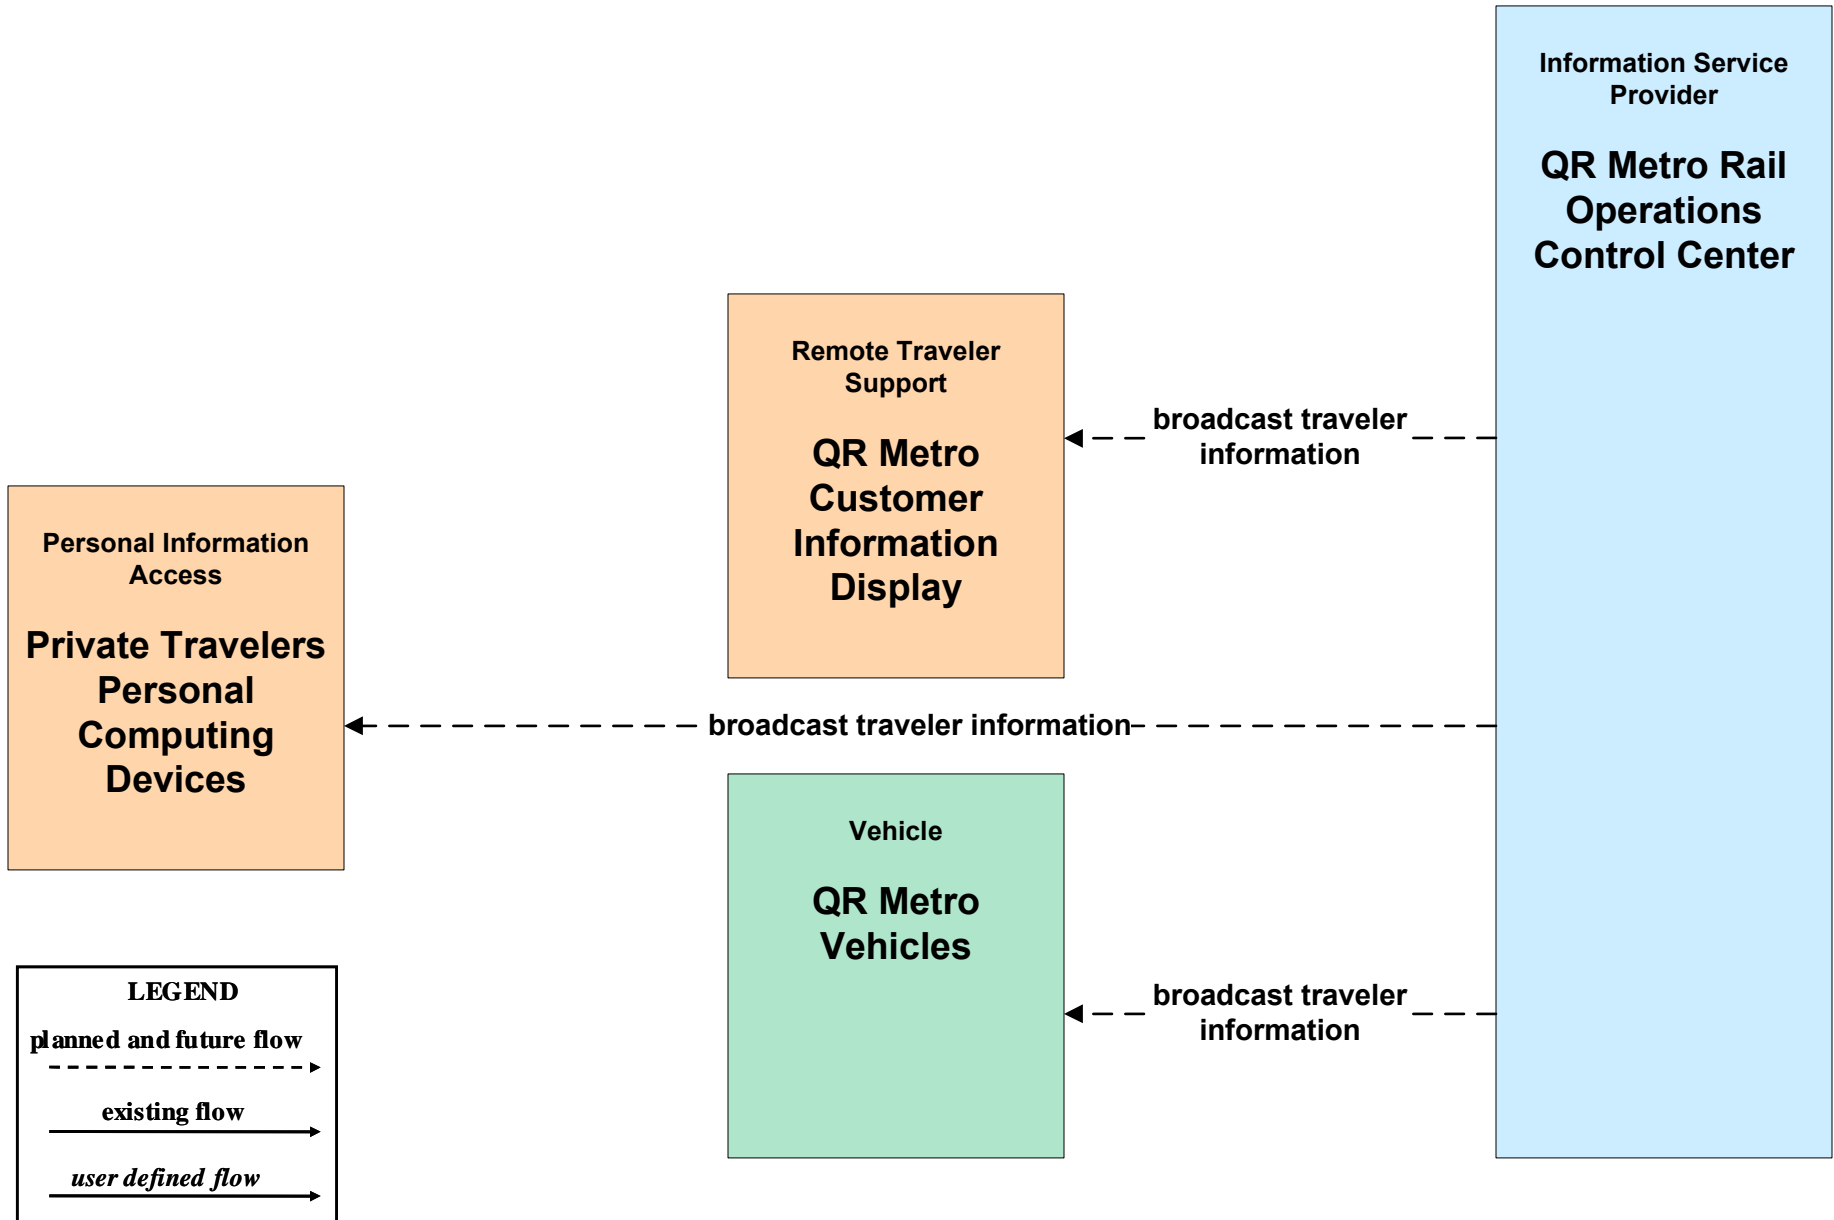 Information Service
Provider
QR Metro Rail
Operations
Control Center
Remote Traveler
Support
QR Metro
Customer
Information
Display
broadcast traveler
information
Personal Information
Access
Private Travelers
Personal
Computing
Devices
broadcast traveler information
Vehicle
QR Metro
Vehicles
broadcast traveler
information
LEGEND
planned and future flow
existing flow
user defined flow